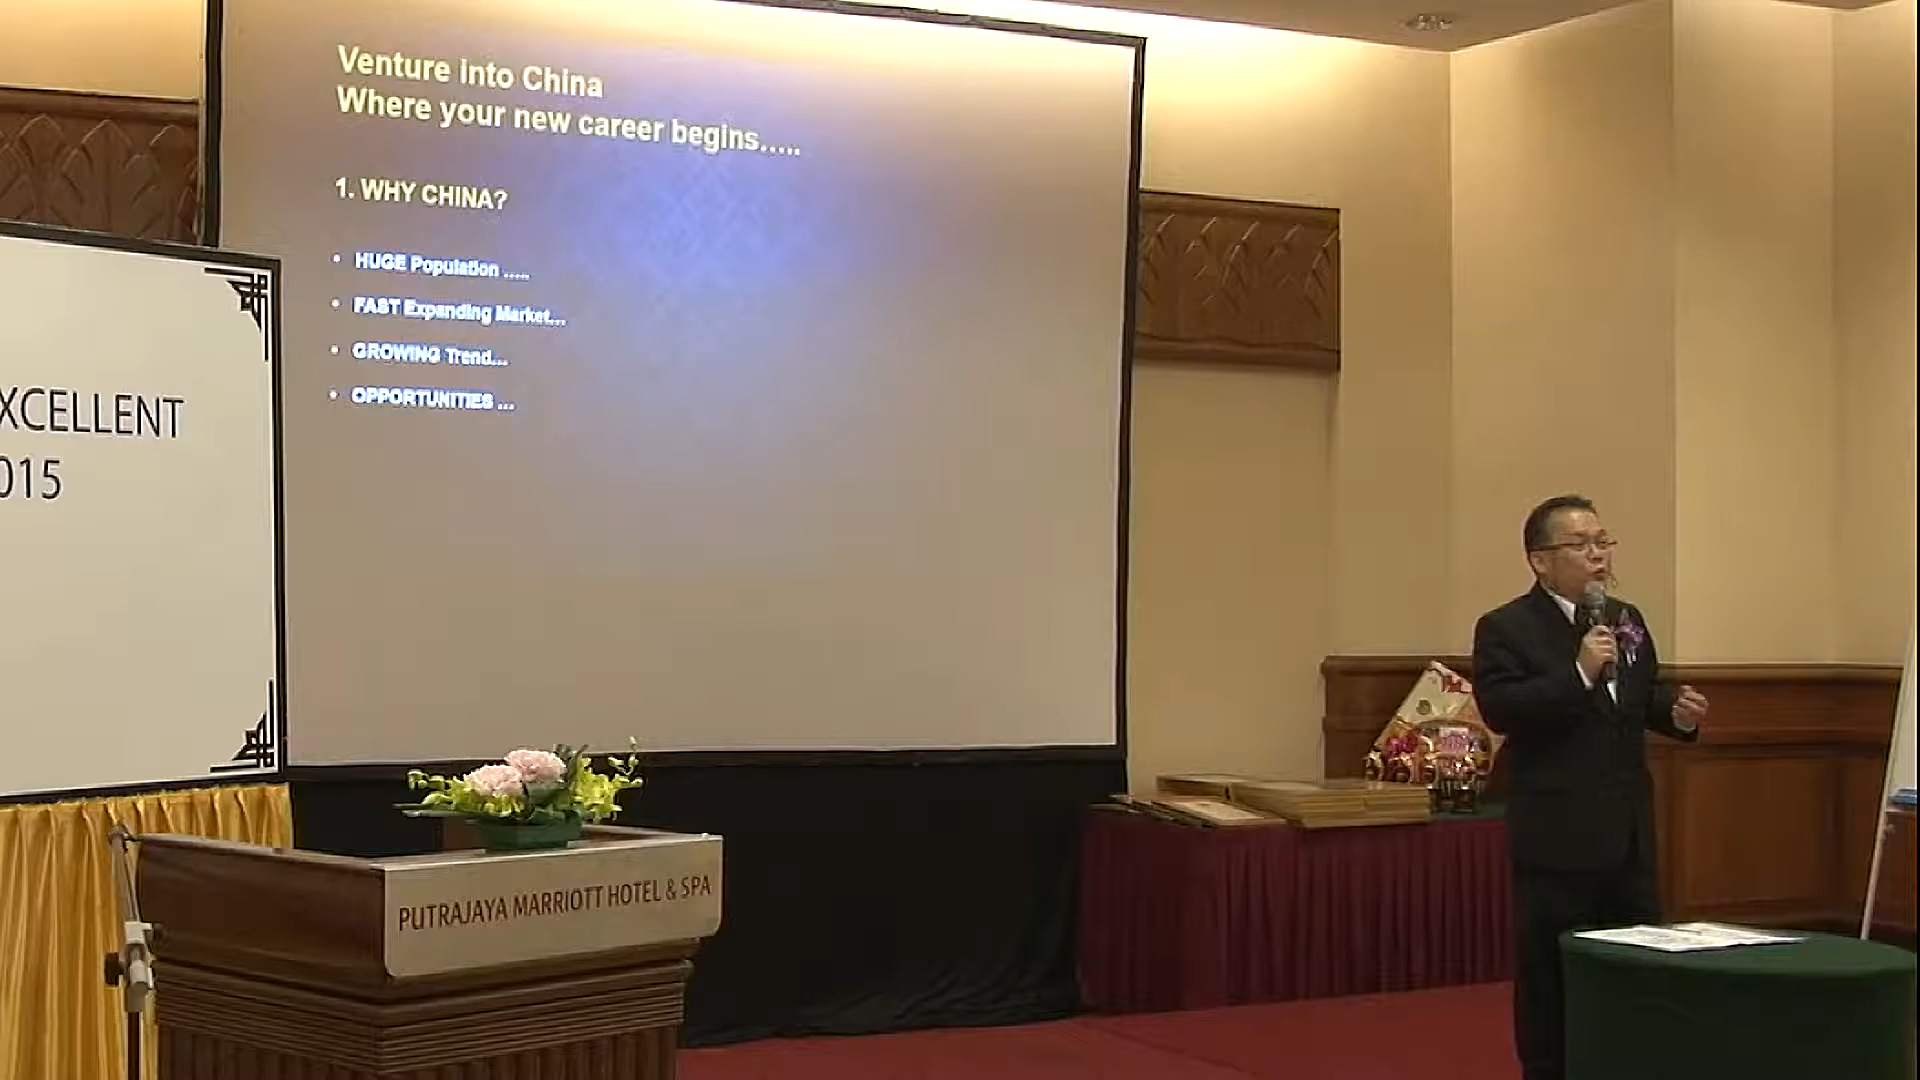 Venture into China
Where your new career begins.....
1. WHY CHINA?
• HUGE Population .....
• FAST Expanding Market...
• GROWING Trend...
• OPPORTUNITIES ...
XCELLENT
015
PUTRAJAYA MARRIOTT HOTEL & SPA